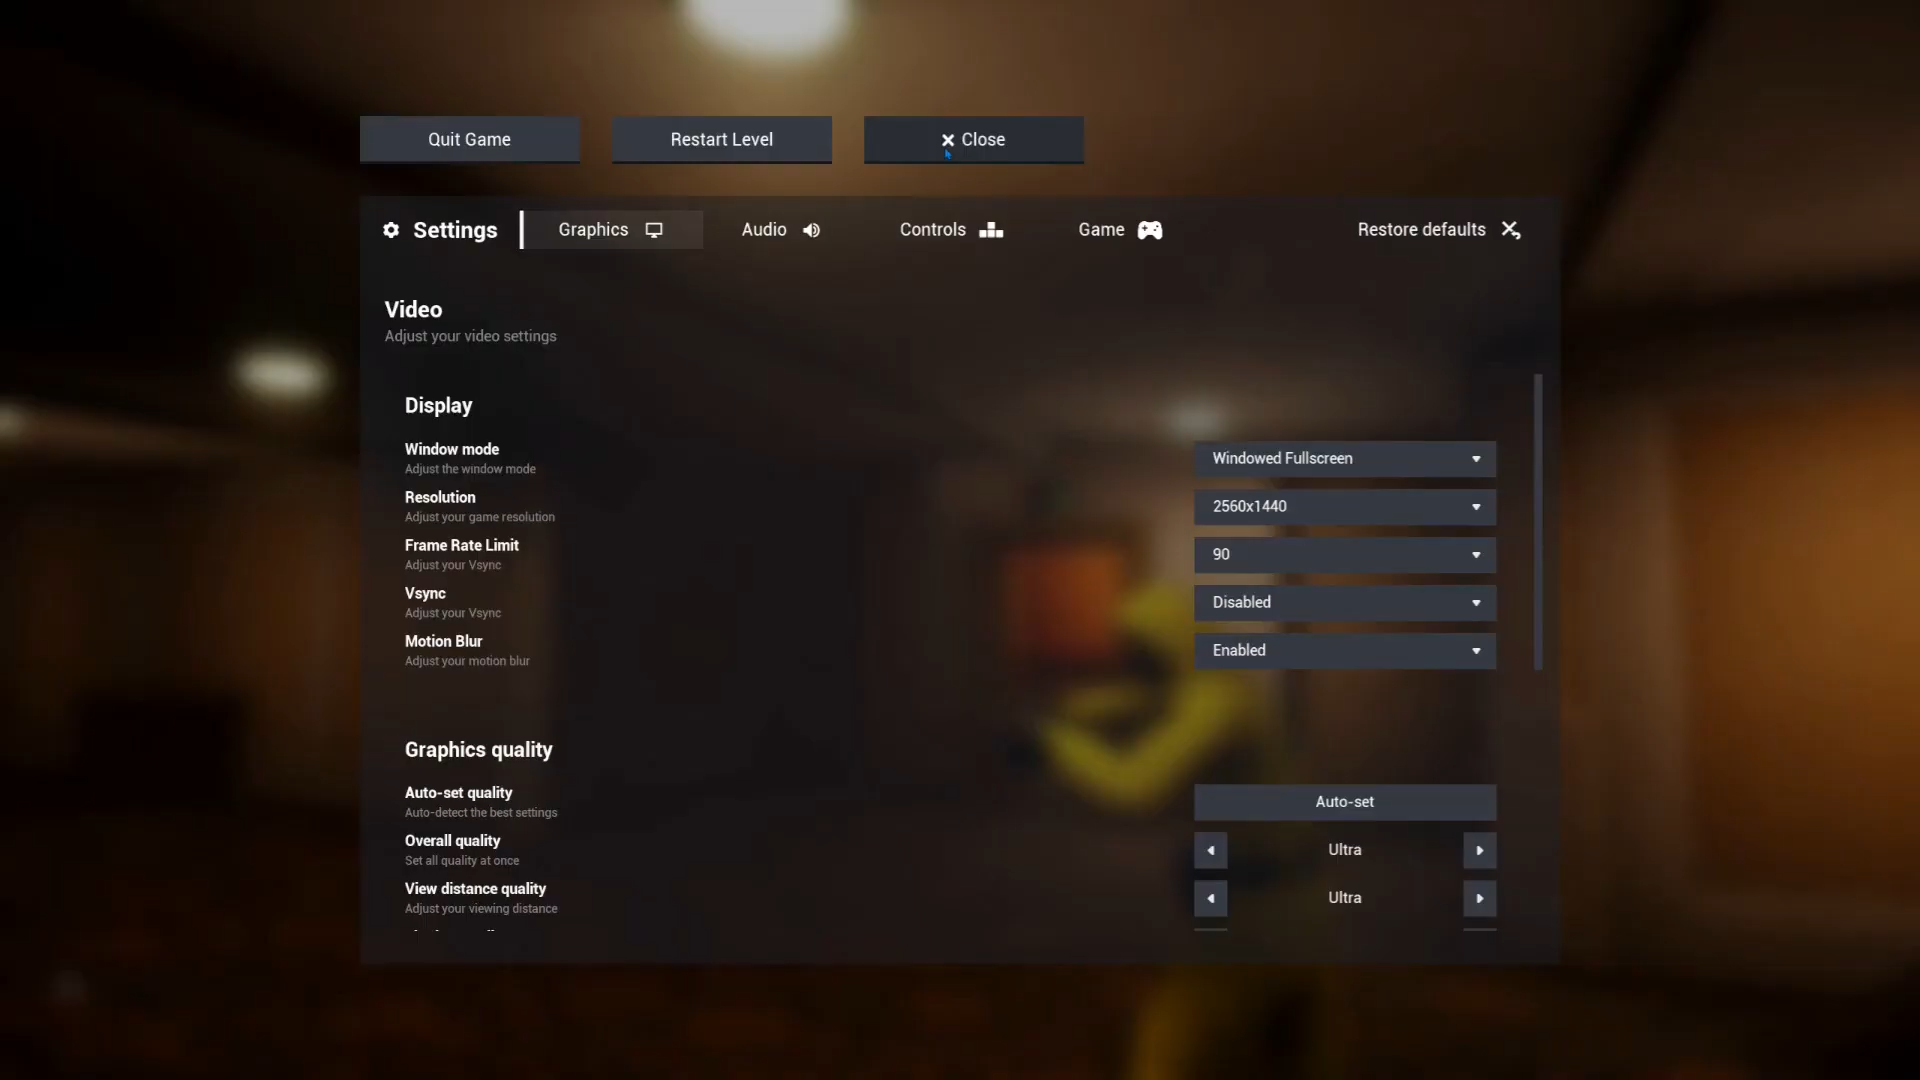 Quit Game
Restart Level
Close
Settings
Graphics
Audio
Controls
Game
Restore defaults
Video
Adjust your video settings
Display
Window mode
Windowed Fullscreen
Adjust the window mode
Resolution
2560x1440
Adjust your game resolution
Frame Rate Limit
90
Adjust your Vsync
Vsync
Disabled
Adjust your Vsync
Motion Blur
Enabled
Adjust your motion blur
Graphics quality
Auto-set quality
Auto-set
Auto-detect the best settings
Overall quality
Ultra
Set all quality at once
View distance quality
Ultra
Adjust your viewing distance